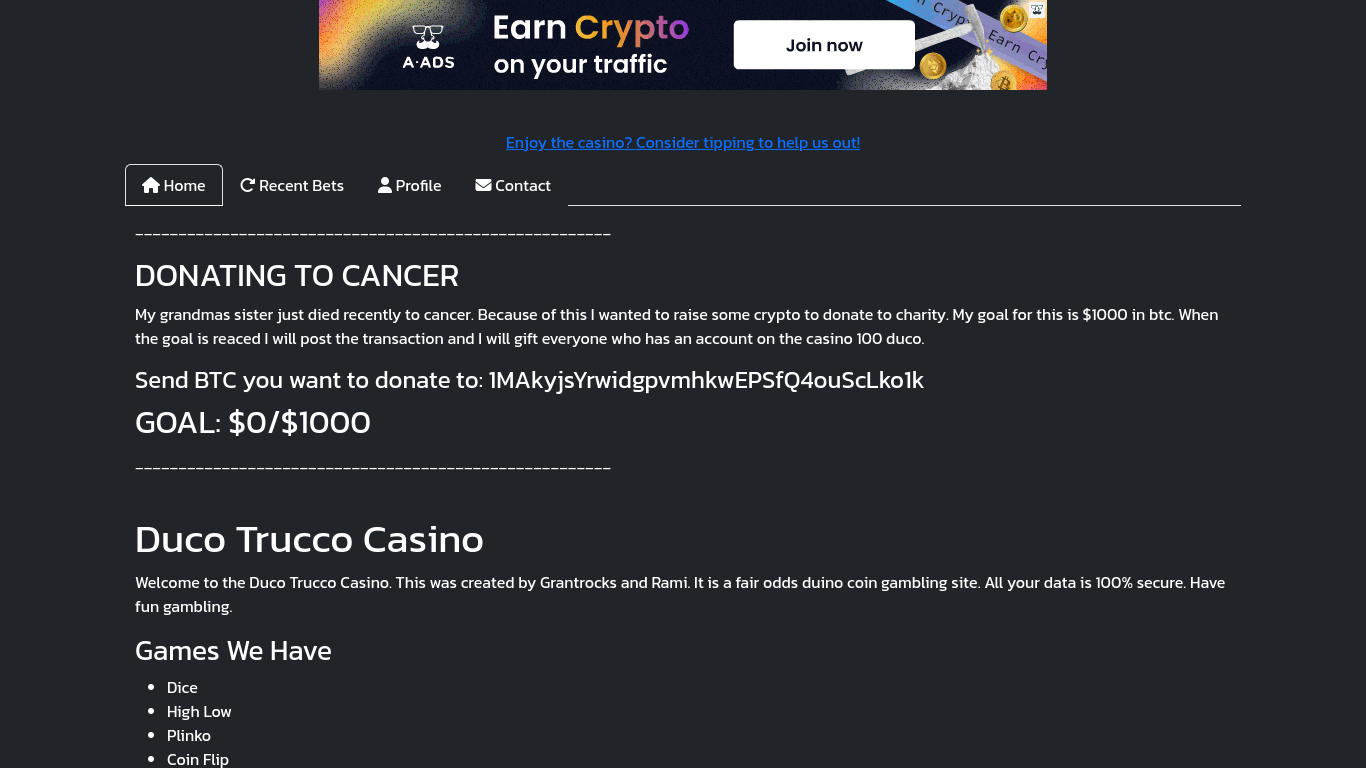 Earn Crypto
on your traffic
A-ADS
Join now
Enjoy the casino? Consider tipping to help us out!
Home
Recent Bets
Profile
Contact
_______________________________________________________
DONATING TO CANCER
My grandmas sister just died recently to cancer. Because of this I wanted to raise some crypto to donate to charity. My goal for this is $1000 in btc. When
the goal is reaced I will post the transaction and I will gift everyone who has an account on the casino 100 duco.
Send BTC you want to donate to: 1MAkyjsYrwidgpvmhkwEPSfQ4ouScLko1k
GOAL: $0/$1000
_______________________________________________________
Duco Trucco Casino
Welcome to the Duco Trucco Casino. This was created by Grantrocks and Rami. It is a fair odds duino coin gambling site. All your data is 100% secure. Have
fun gambling.
Games We Have
Dice
High Low
Plinko
Coin Flip